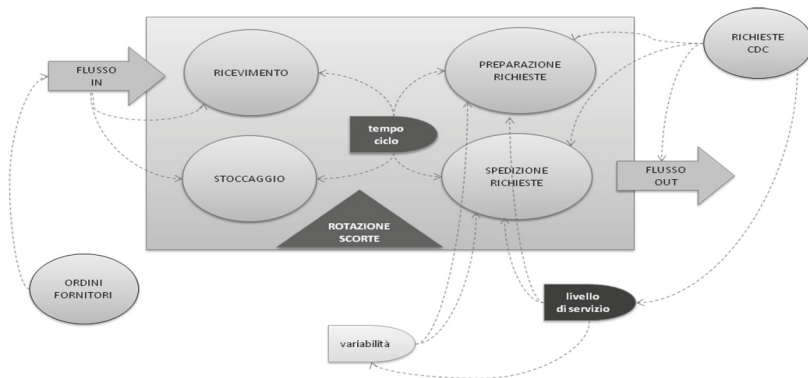 FLUSSO
IN
RICEVIMENTO
PREPARAZIONE
RICHIESTE
RICHIESTE
CDC
tempo
ciclo
STOCCAGGIO
SPEDIZIONE
RICHIESTE
FLUSSO
OUT
ROTAZIONE
SCORTE
ORDINI
FORNITORI
livello
di servizio
variabilità